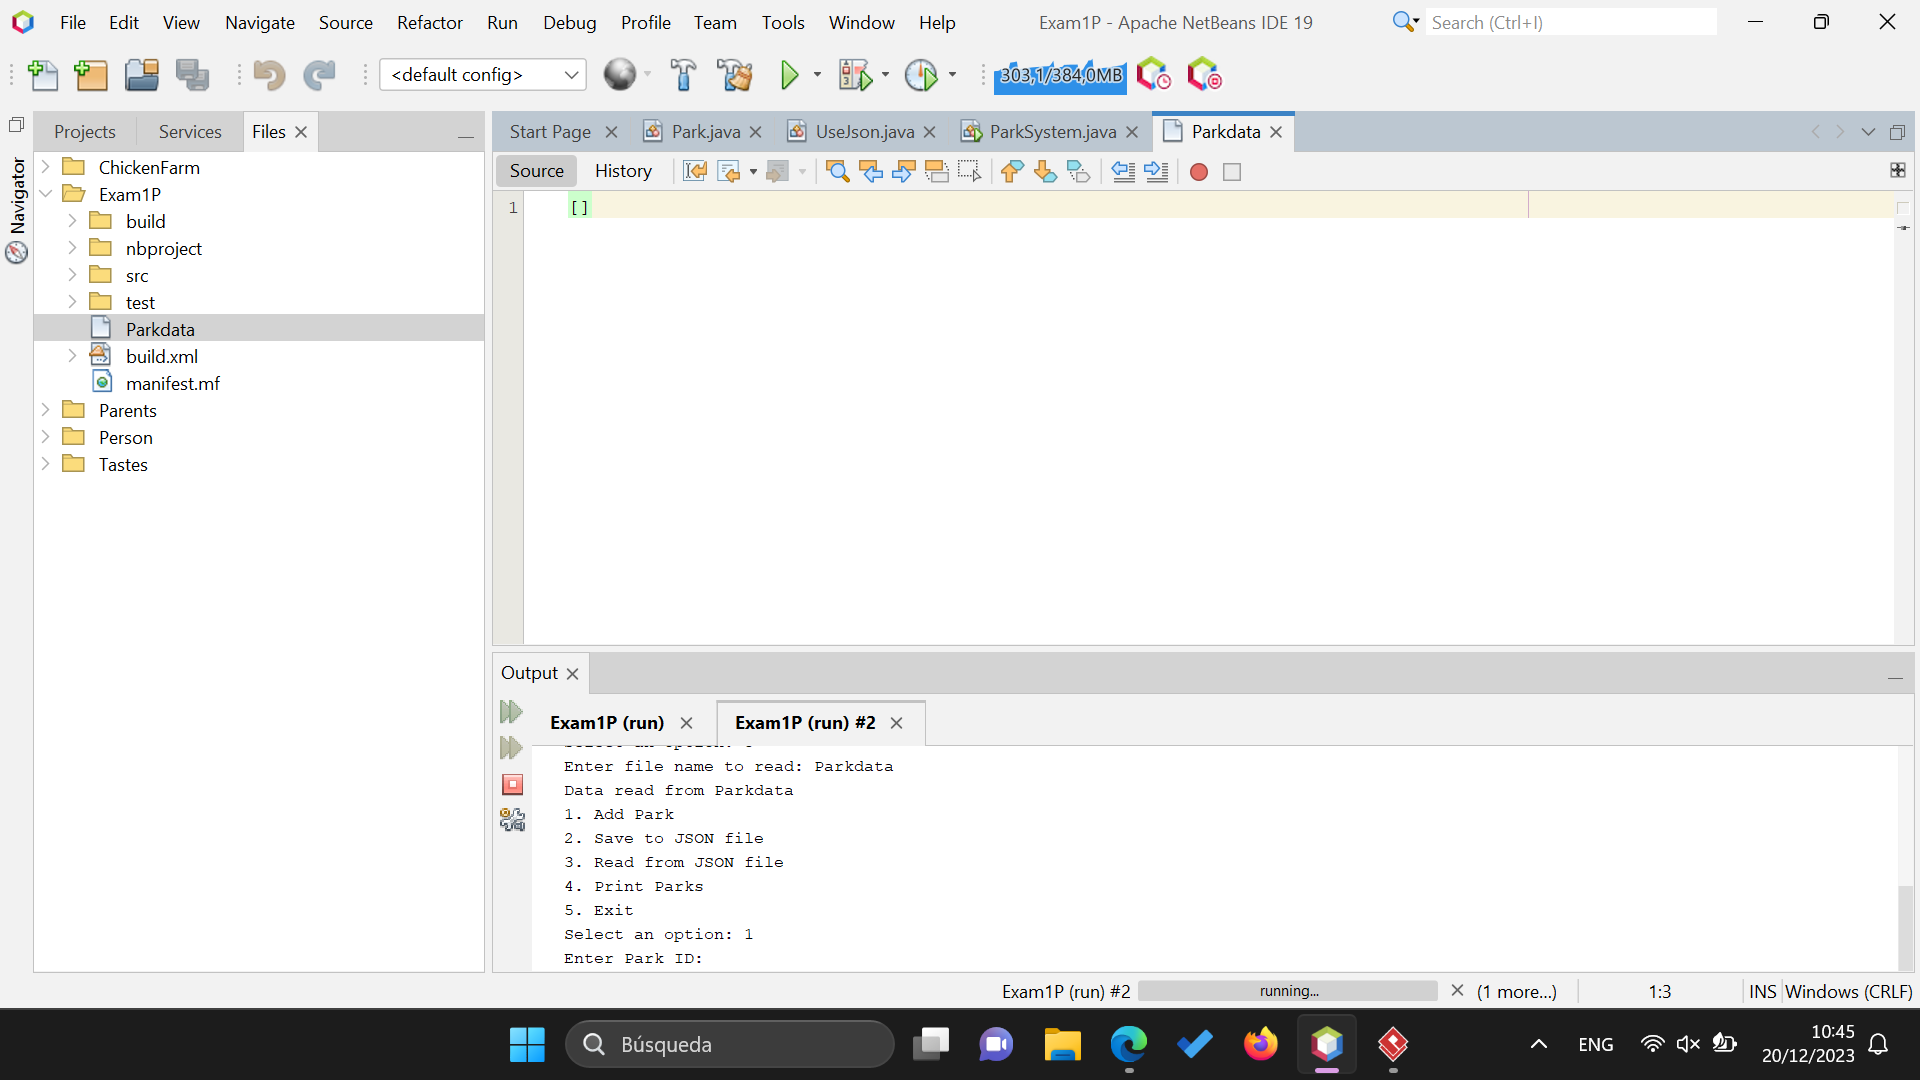 File Edit View Navigate Source Refactor Run Debug Profile Team Tools Window Help Exam1P - Apache NetBeans IDE 19 Search (Ctrl+I)
<default config> 303,1/384,0MB
Projects Services Files
Start Page Park.java UseJson.java ParkSystem.java Parkdata
Source History
Navigator
ChickenFarm
Exam1P
build
nbproject
src
test
Parkdata
build.xml
manifest.mf
Parents
Person
Tastes
1 []
Output
Exam1P (run) Exam1P (run) #2
Enter file name to read: Parkdata
Data read from Parkdata
1. Add Park
2. Save to JSON file
3. Read from JSON file
4. Print Parks
5. Exit
Select an option: 1
Enter Park ID:
Exam1P (run) #2 running... (1 more...) 1:3 INS Windows (CRLF)
Búsqueda
ENG
10:45
20/12/2023